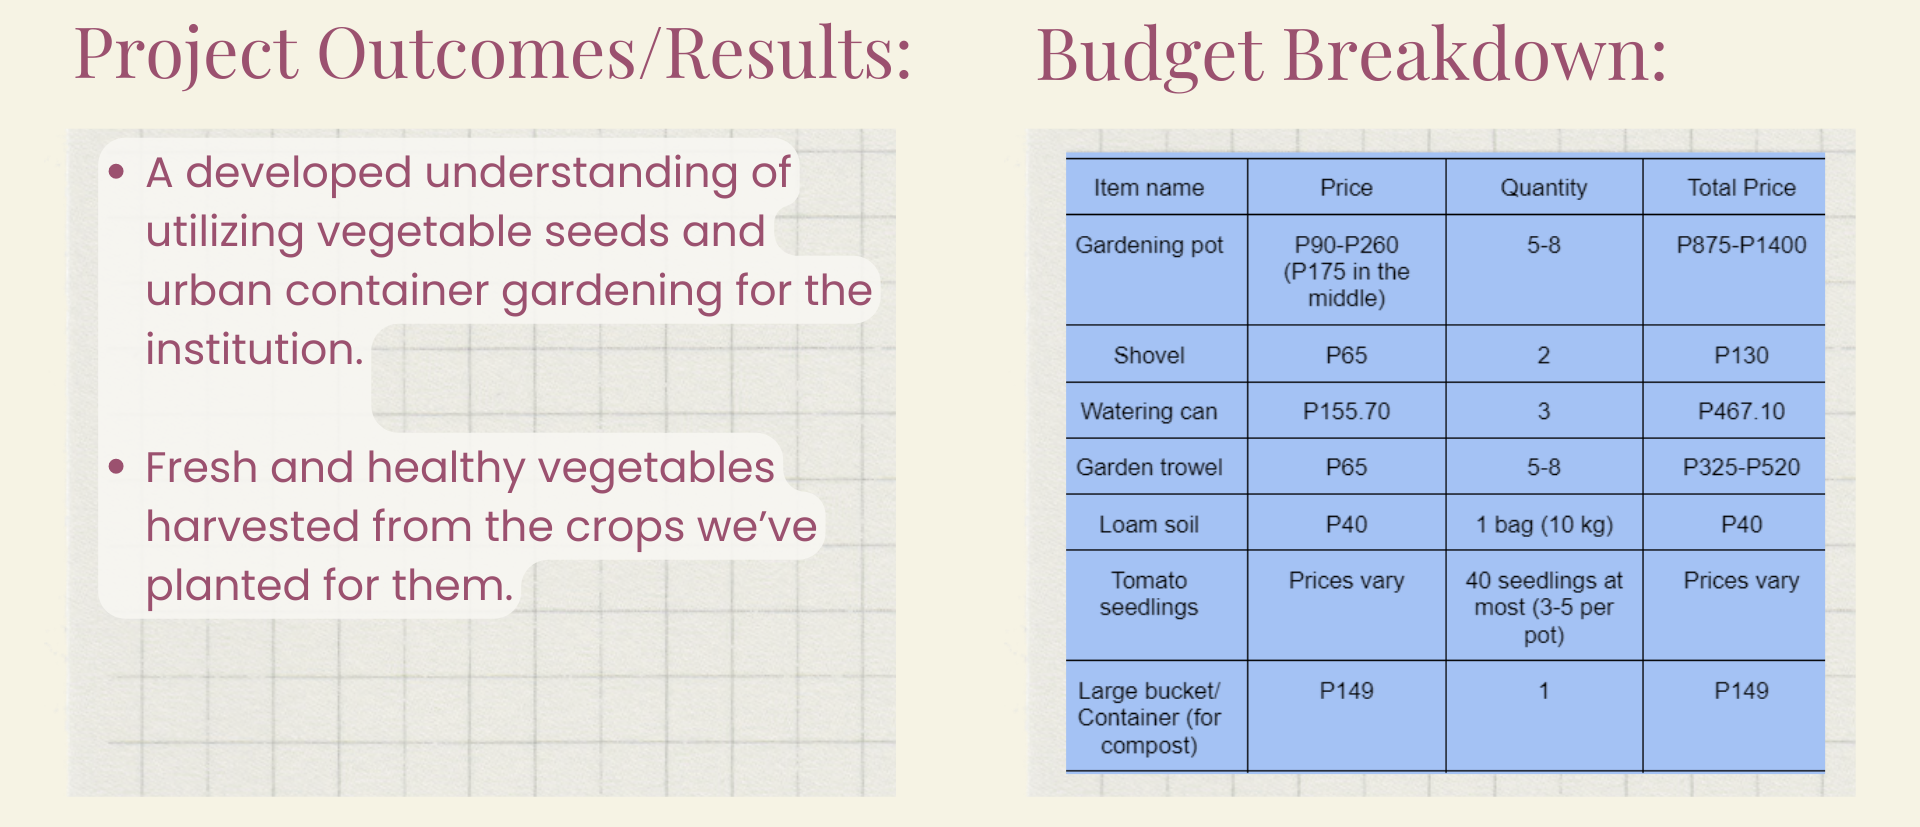 Project Outcomes/Results:
• A developed understanding of
utilizing vegetable seeds and
urban container gardening for the
institution.
• Fresh and healthy vegetables
harvested from the crops we’ve
planted for them.
Budget Breakdown:
Item name Price Quantity Total Price
Gardening pot P90-P260 5-8 P875-P1400
(P175 in the
middle)
Shovel P65 2 P130
Watering can P155.70 3 P467.10
Garden trowel P65 5-8 P325-P520
Loam soil P40 1 bag (10 kg) P40
Tomato Prices vary 40 seedlings at Prices vary
seedlings most (3-5 per
pot)
Large bucket/ P149 1 P149
Container (for
compost)